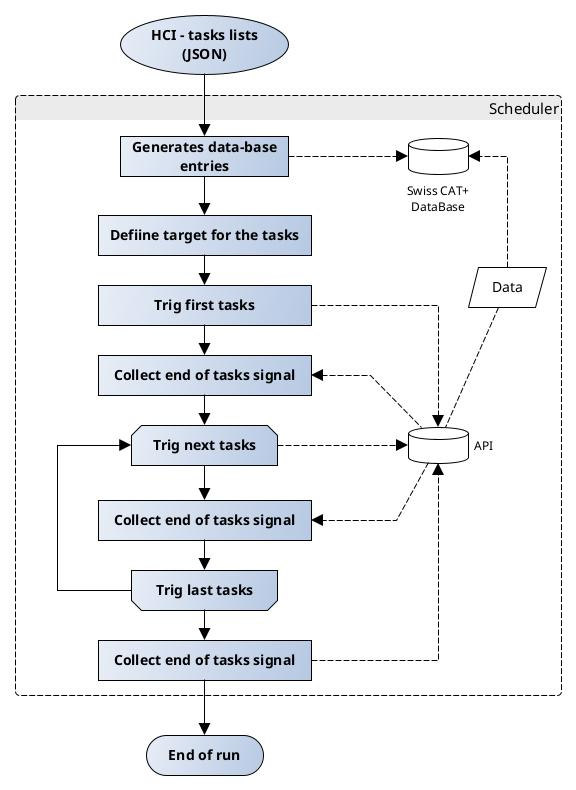 HCI - tasks lists
(JSON)
Scheduler
Generates data-base
entries
Swiss CAT+
DataBase
Defiine target for the tasks
Data
Trig first tasks
Collect end of tasks signal
Trig next tasks
API
Collect end of tasks signal
Trig last tasks
Collect end of tasks signal
End of run